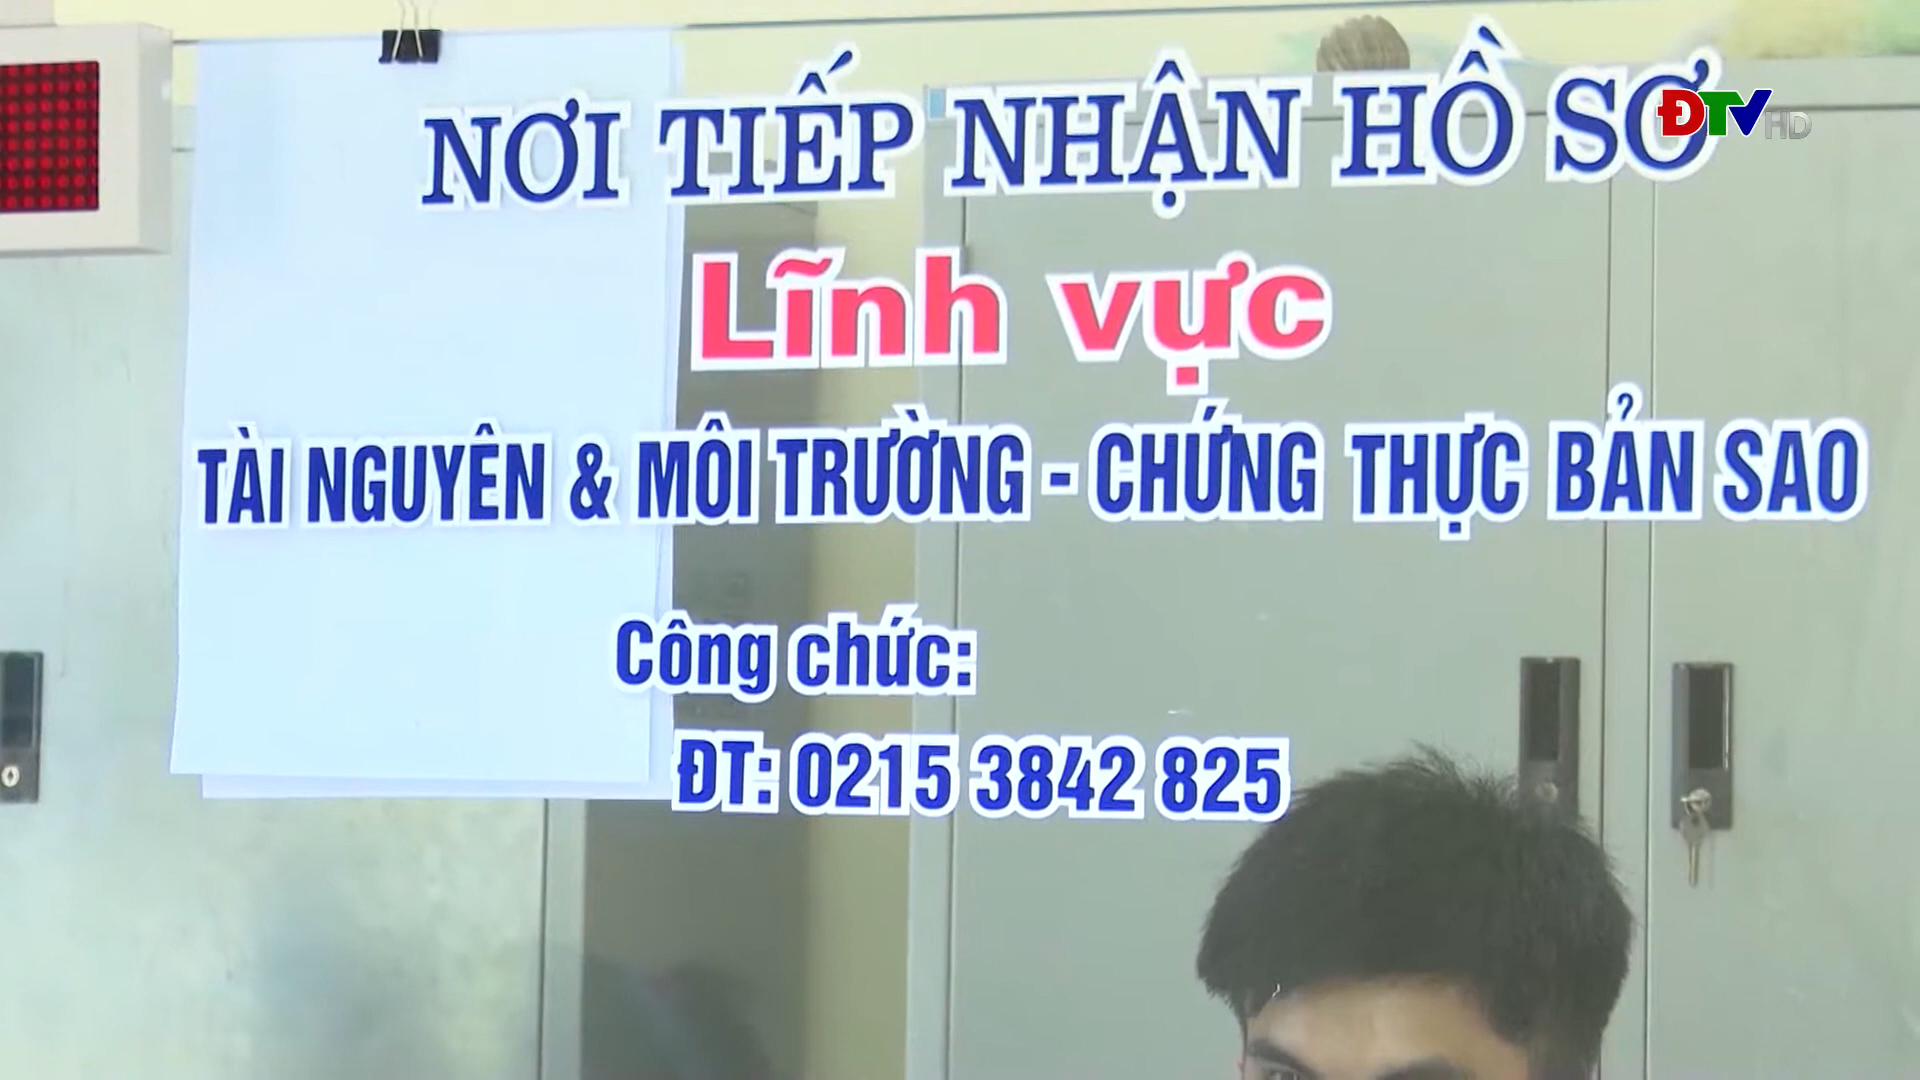 NƠI TIẾP NHẬN HỒ SƠ
ĐTV HD
Lĩnh vực
TÀI NGUYÊN & MÔI TRƯỜNG - CHỨNG THỰC BẢN SAO
Công chức:
ĐT: 0215 3842 825